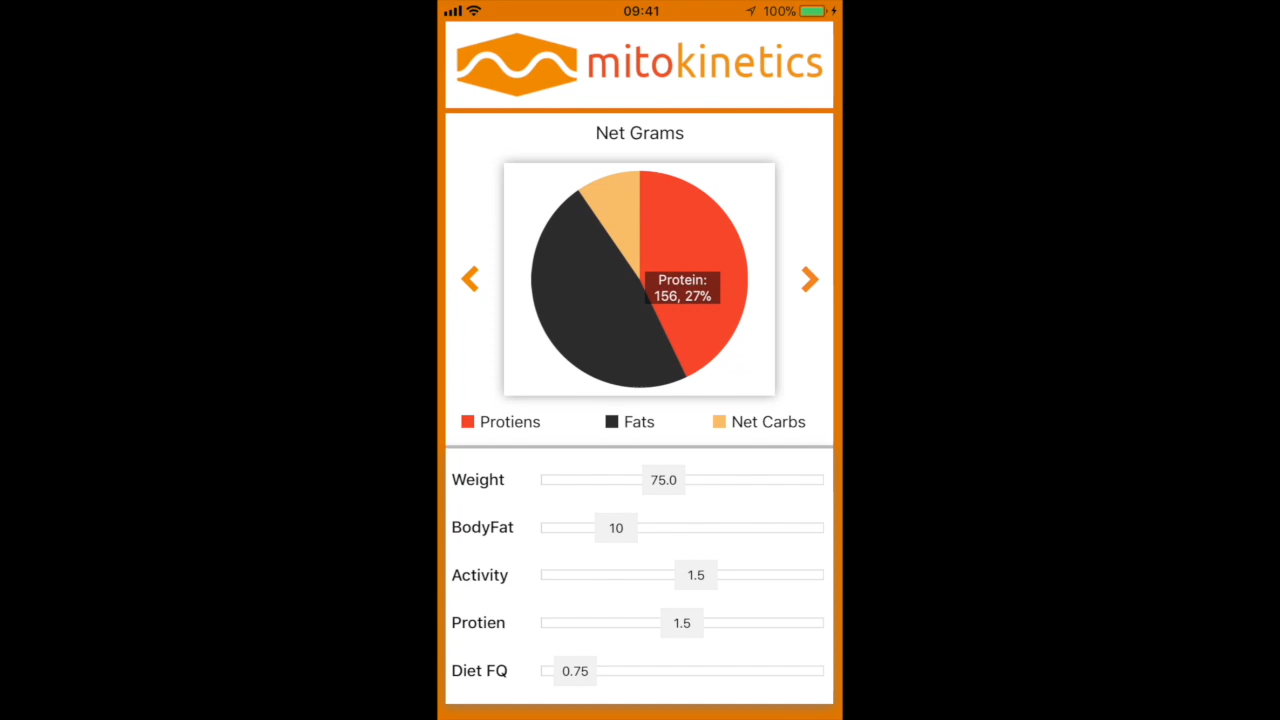 09:41
100%
mitokinetics
Net Grams
Protein:
156, 27%
Protiens
Fats
Net Carbs
Weight
75.0
BodyFat
10
Activity
1.5
Protien
1.5
Diet FQ
0.75